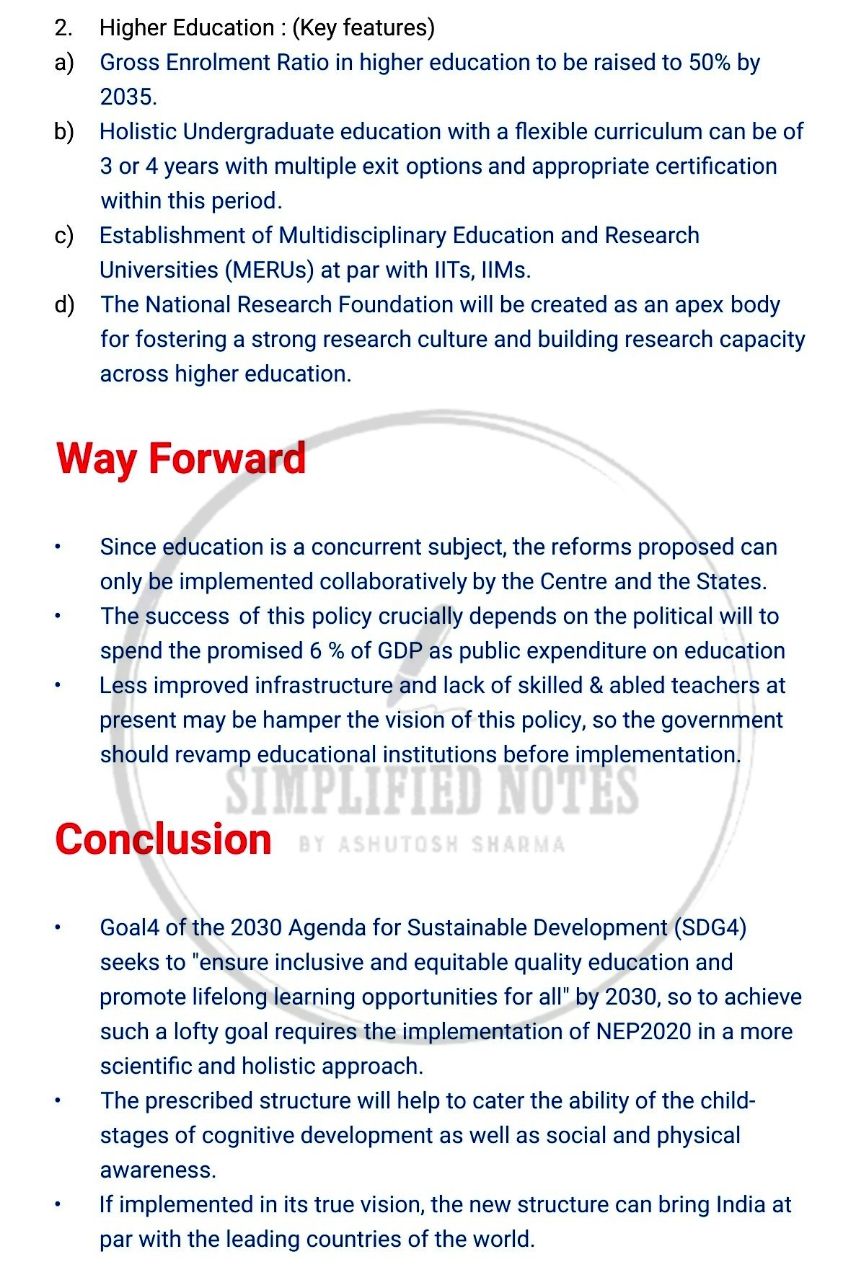 2. Higher Education : (Key features)
a) Gross Enrolment Ratio in higher education to be raised to 50% by
2035.
b) Holistic Undergraduate education with a flexible curriculum can be of
3 or 4 years with multiple exit options and appropriate certification
within this period.
c) Establishment of Multidisciplinary Education and Research
Universities (MERUs) at par with IITs, IIMs.
d) The National Research Foundation will be created as an apex body
for fostering a strong research culture and building research capacity
across higher education.
Way Forward
• Since education is a concurrent subject, the reforms proposed can
only be implemented collaboratively by the Centre and the States.
• The success of this policy crucially depends on the political will to
spend the promised 6 % of GDP as public expenditure on education
• Less improved infrastructure and lack of skilled & abled teachers at
present may be hamper the vision of this policy, so the government
should revamp educational institutions before implementation.
SIMPLIFIED NOTES
BY ASHUTOSH SHARMA
Conclusion
• Goal4 of the 2030 Agenda for Sustainable Development (SDG4)
seeks to "ensure inclusive and equitable quality education and
promote lifelong learning opportunities for all" by 2030, so to achieve
such a lofty goal requires the implementation of NEP2020 in a more
scientific and holistic approach.
• The prescribed structure will help to cater the ability of the child-
stages of cognitive development as well as social and physical
awareness.
• If implemented in its true vision, the new structure can bring India at
par with the leading countries of the world.